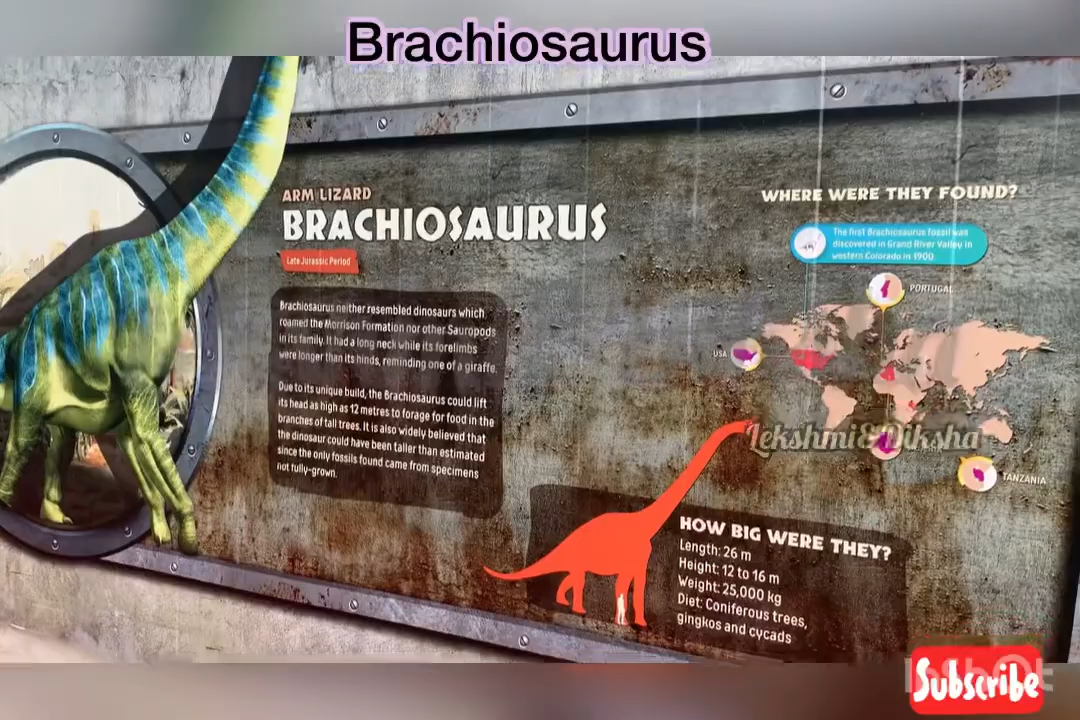 Brachiosaurus
ARM LIZARD
BRACHIOSAURUS
Late Jurassic Period
Brachiosaurus neither resembled dinosaurs which
roamed the Morrison Formation nor other Sauropods
in its family. It had a long neck while its forelimbs
were longer than its hinds, reminding one of a giraffe.
Due to its unique build, the Brachiosaurus could lift
its head as high as 12 metres to forage for food in the
branches of tall trees. It is also widely believed that
the dinosaur could have been taller than estimated
since the only fossils found came from specimens
not fully-grown.
WHERE WERE THEY FOUND?
The first Brachiosaurus fossil was
discovered in Grand River Valley in
western Colorado in 1900
PORTUGAL
USA
Lekshmi&Diksha
TANZANIA
HOW BIG WERE THEY?
Length: 26 m
Height: 12 to 16 m
Weight: 25,000 kg
Diet: Coniferous trees,
gingkos and cycads
InShOt
Subscribe